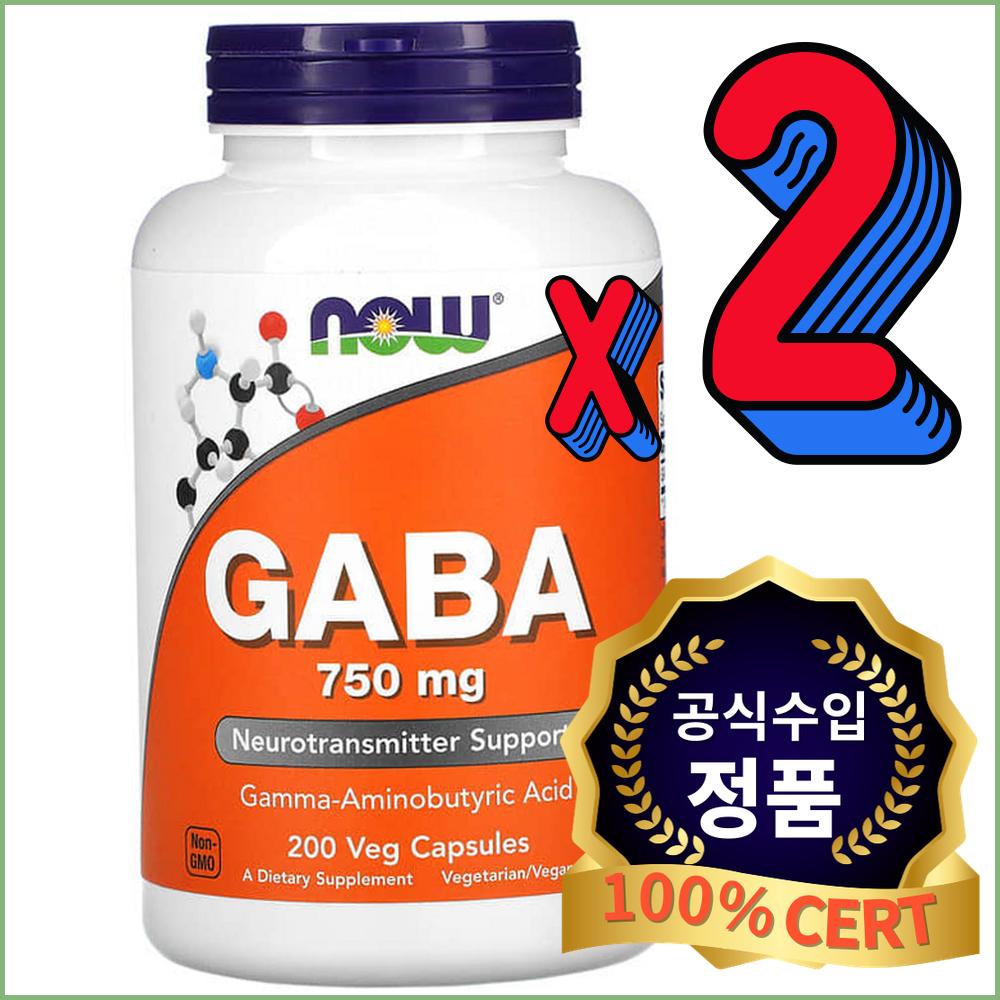 now®
x2
GABA
750 mg
Neurotransmitter Support
Gamma-Aminobutyric Acid
200 Veg Capsules
Non-
GMO
A Dietary Supplement Vegetarian/Vegan
공식수입
정품
100% CERT